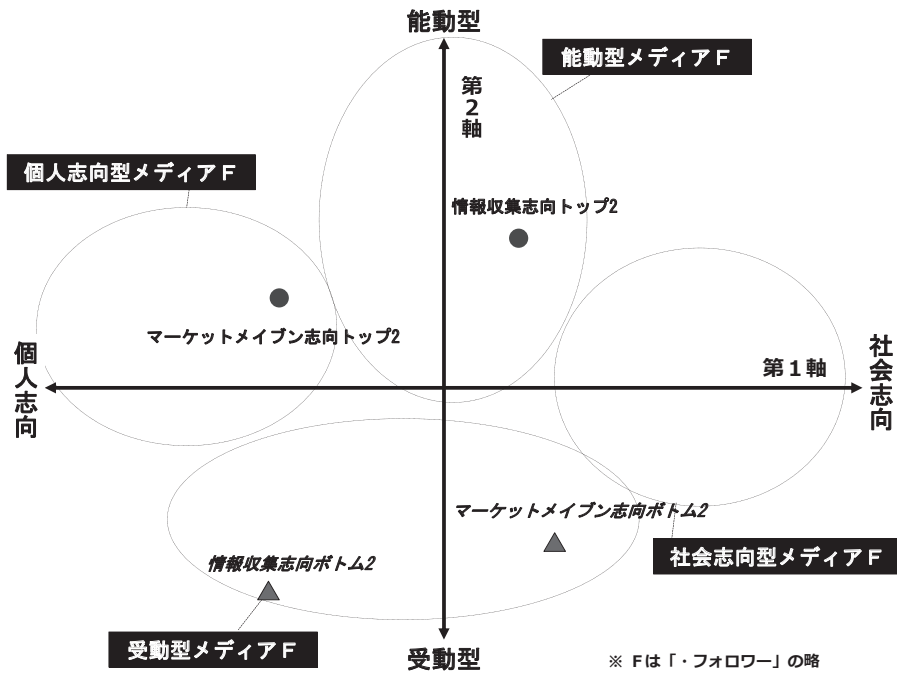 能動型
能動型メディアF
第2軸
個人志向型メディアF
情報収集志向トップ2
マーケットメイブン志向トップ2
個人志向
社会志向
第1軸
マーケットメイブン志向ボトム2
社会志向型メディアF
情報収集志向ボトム2
受動型メディアF
受動型
※ Fは「・フォロワー」の略